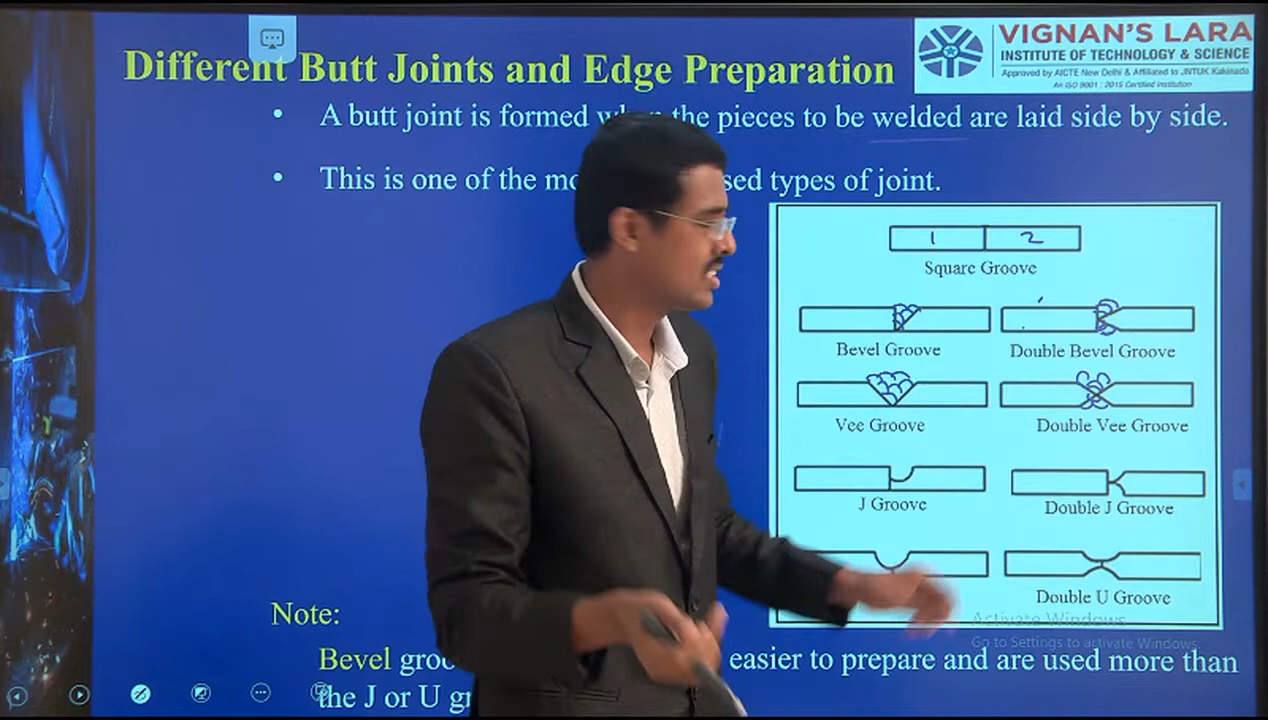 VIGNAN'S LARA
INSTITUTE OF TECHNOLOGY & SCIENCE
Approved by AICTE New Delhi & Affiliated to JNTUK Kakinada
An ISO 9001 : 2015 Certified Institution
Different Butt Joints and Edge Preparation
• A butt joint is formed the pieces to be welded are laid side by side.
• This is one of the types of joint.
1 2
Square Groove
Bevel Groove Double Bevel Groove
Vee Groove Double Vee Groove
J Groove Double J Groove
Double U Groove
Activate Windows
Go to Settings to activate Windows.
Note:
Bevel easier to prepare and are used more than
the J or U